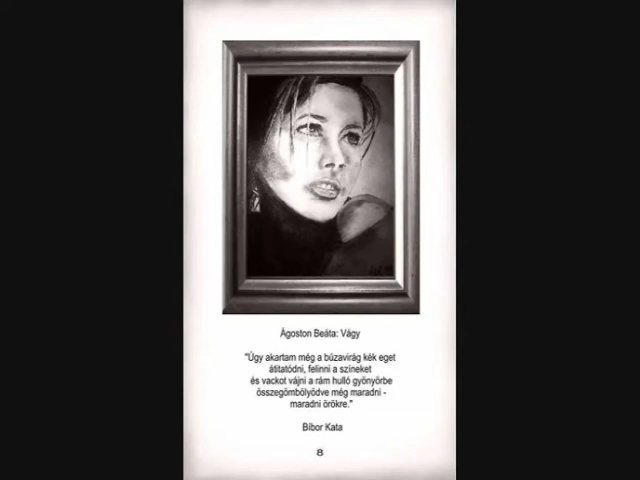 Ágoston Beáta: Vágy
"Úgy akartam még a búzavirág kék eget
átitatódni, felinni a színeket
és vackot vájni a rám hulló gyönyörbe
összegömbölyödve még maradni -
maradni örökre."
Bíbor Kata
8